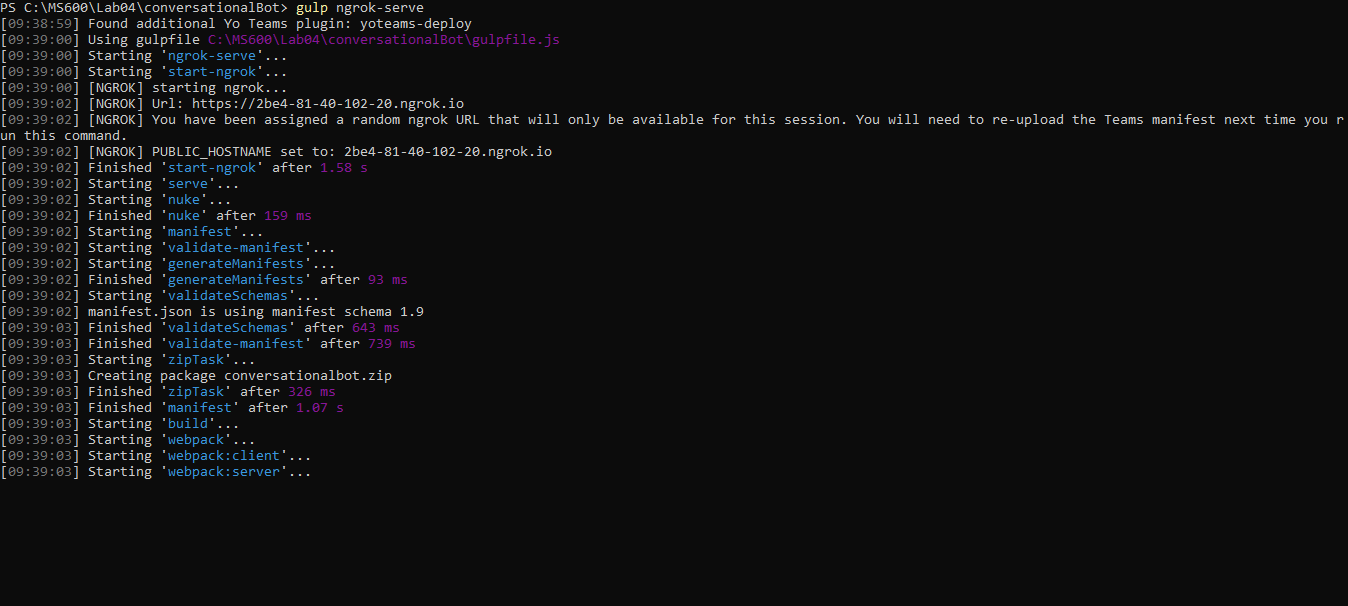 PS C:\MS600\Lab04\conversationalBot> gulp ngrok-serve
[09:38:59] Found additional Yo Teams plugin: yoteams-deploy
[09:39:00] Using gulpfile C:\MS600\Lab04\conversationalBot\gulpfile.js
[09:39:00] Starting 'ngrok-serve'...
[09:39:00] Starting 'start-ngrok'...
[09:39:00] [NGROK] starting ngrok...
[09:39:02] [NGROK] Url: https://2be4-81-40-102-20.ngrok.io
[09:39:02] [NGROK] You have been assigned a random ngrok URL that will only be available for this session. You will need to re-upload the Teams manifest next time you r
un this command.
[09:39:02] [NGROK] PUBLIC_HOSTNAME set to: 2be4-81-40-102-20.ngrok.io
[09:39:02] Finished 'start-ngrok' after 1.58 s
[09:39:02] Starting 'serve'...
[09:39:02] Starting 'nuke'...
[09:39:02] Finished 'nuke' after 159 ms
[09:39:02] Starting 'manifest'...
[09:39:02] Starting 'validate-manifest'...
[09:39:02] Starting 'generateManifests'...
[09:39:02] Finished 'generateManifests' after 93 ms
[09:39:02] Starting 'validateSchemas'...
[09:39:02] manifest.json is using manifest schema 1.9
[09:39:03] Finished 'validateSchemas' after 643 ms
[09:39:03] Finished 'validate-manifest' after 739 ms
[09:39:03] Starting 'zipTask'...
[09:39:03] Creating package conversationalbot.zip
[09:39:03] Finished 'zipTask' after 326 ms
[09:39:03] Finished 'manifest' after 1.07 s
[09:39:03] Starting 'build'...
[09:39:03] Starting 'webpack'...
[09:39:03] Starting 'webpack:client'...
[09:39:03] Starting 'webpack:server'...